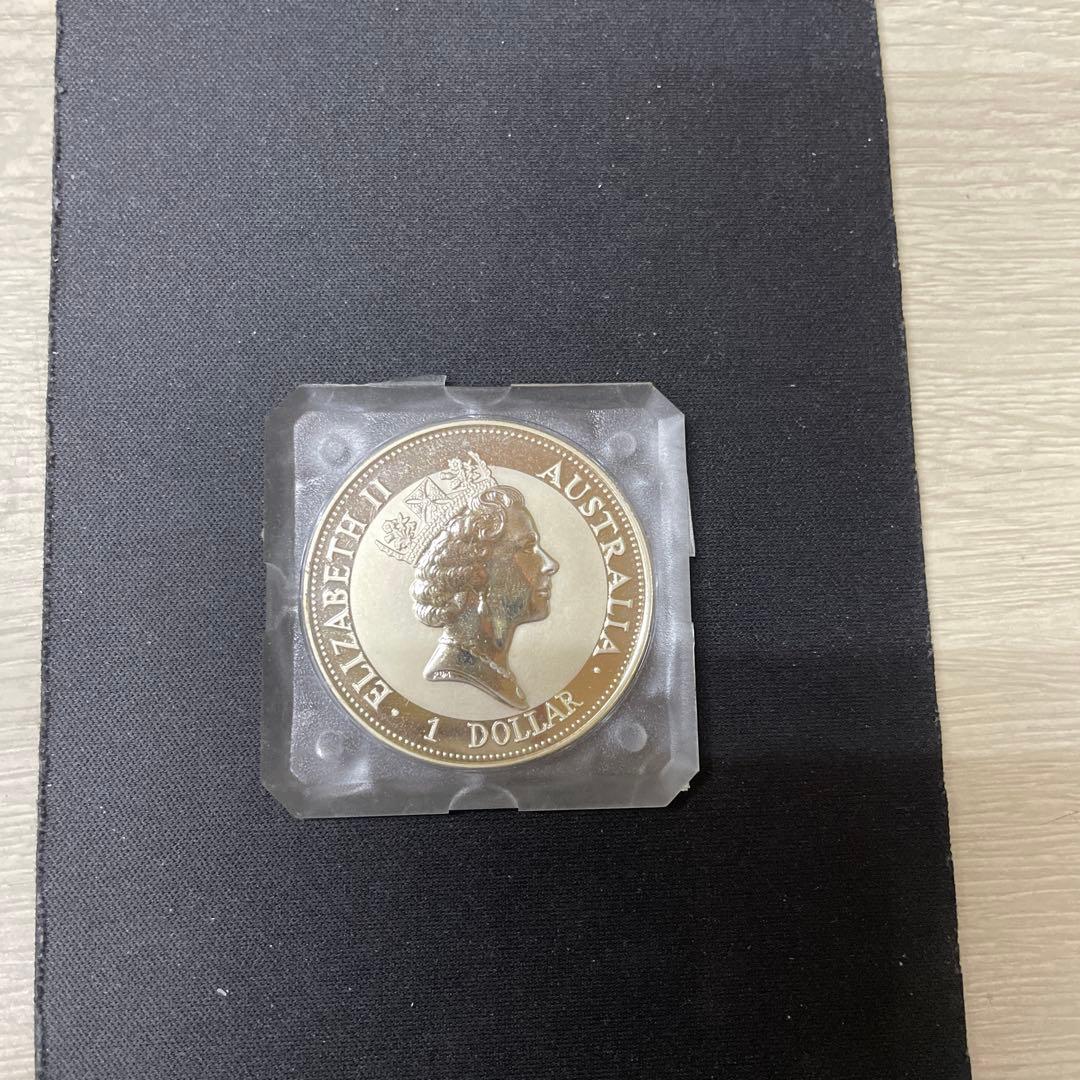 ELIZABETH II
AUSTRALIA
1 DOLLAR